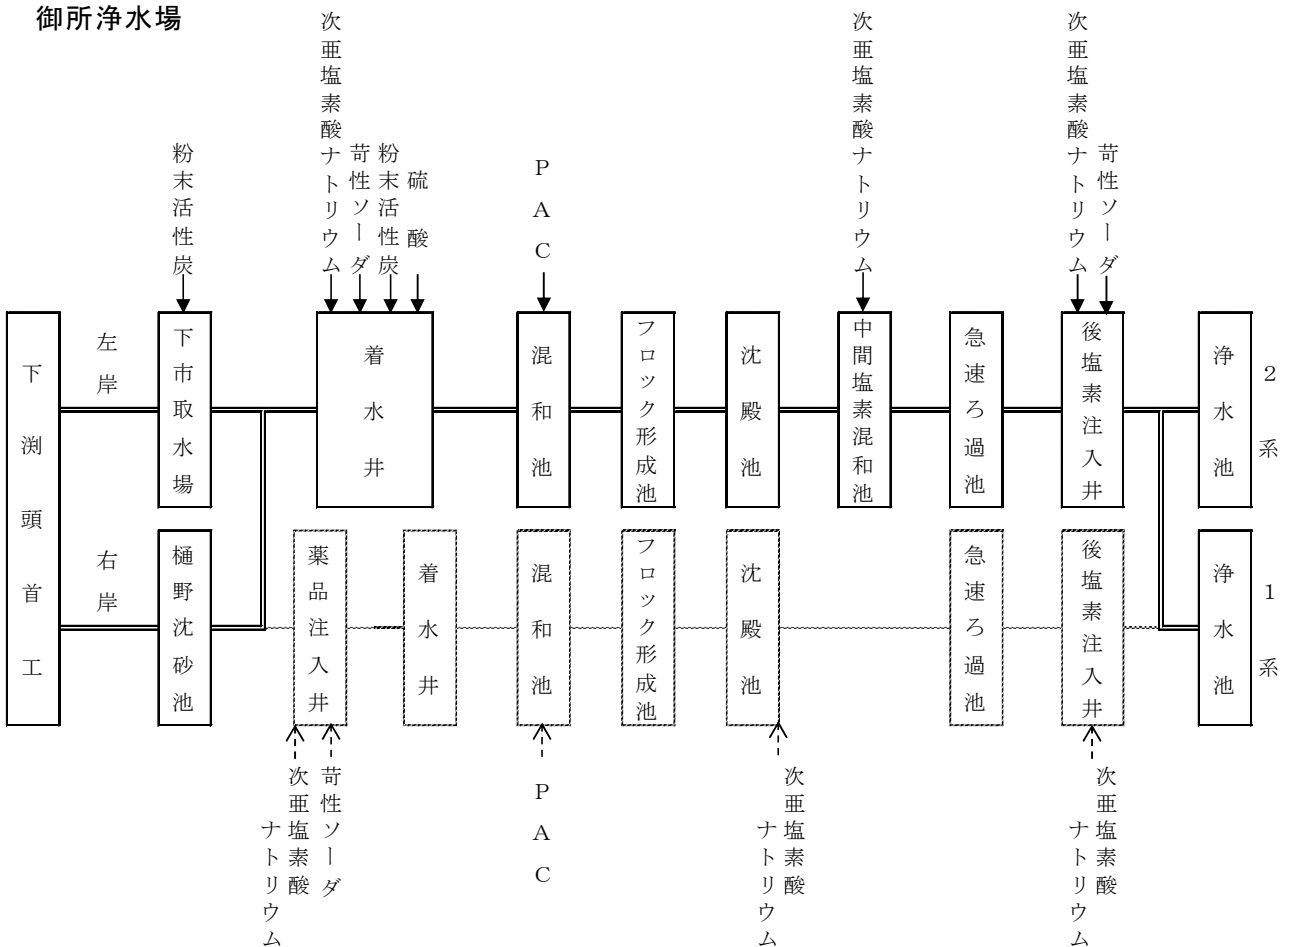 御所浄水場
粉末活性炭
次亜塩素酸ナトリウム
苛性ソーダ
粉末活性炭
硫酸
PAC
次亜塩素酸ナトリウム
次亜塩素酸ナトリウム
苛性ソーダ
下渕頭首工
左岸
下市取水場
着水井
混和池
フロック形成池
沈殿池
中間塩素混和池
急速ろ過池
後塩素注入井
浄水池
2系
右岸
樋野沈砂池
薬品注入井
着水井
混和池
フロック形成池
沈殿池
急速ろ過池
後塩素注入井
浄水池
1系
次亜塩素酸
ナトリウム
苛性ソーダ
PAC
次亜塩素酸
ナトリウム
次亜塩素酸
ナトリウム